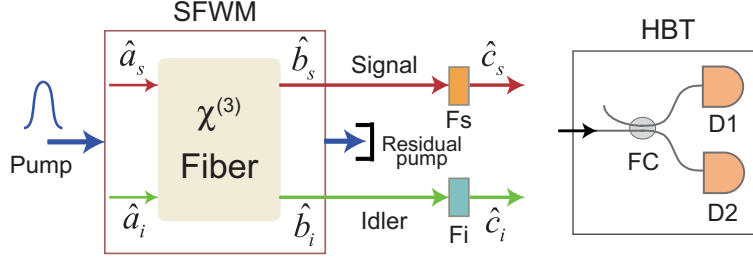 SFWM
HBT
â_s
b̂_s
Signal
ĉ_s
χ(3)
Fiber
Fs
D1
Pump
Residual
pump
FC
â_i
b̂_i
Idler
Fi
ĉ_i
D2